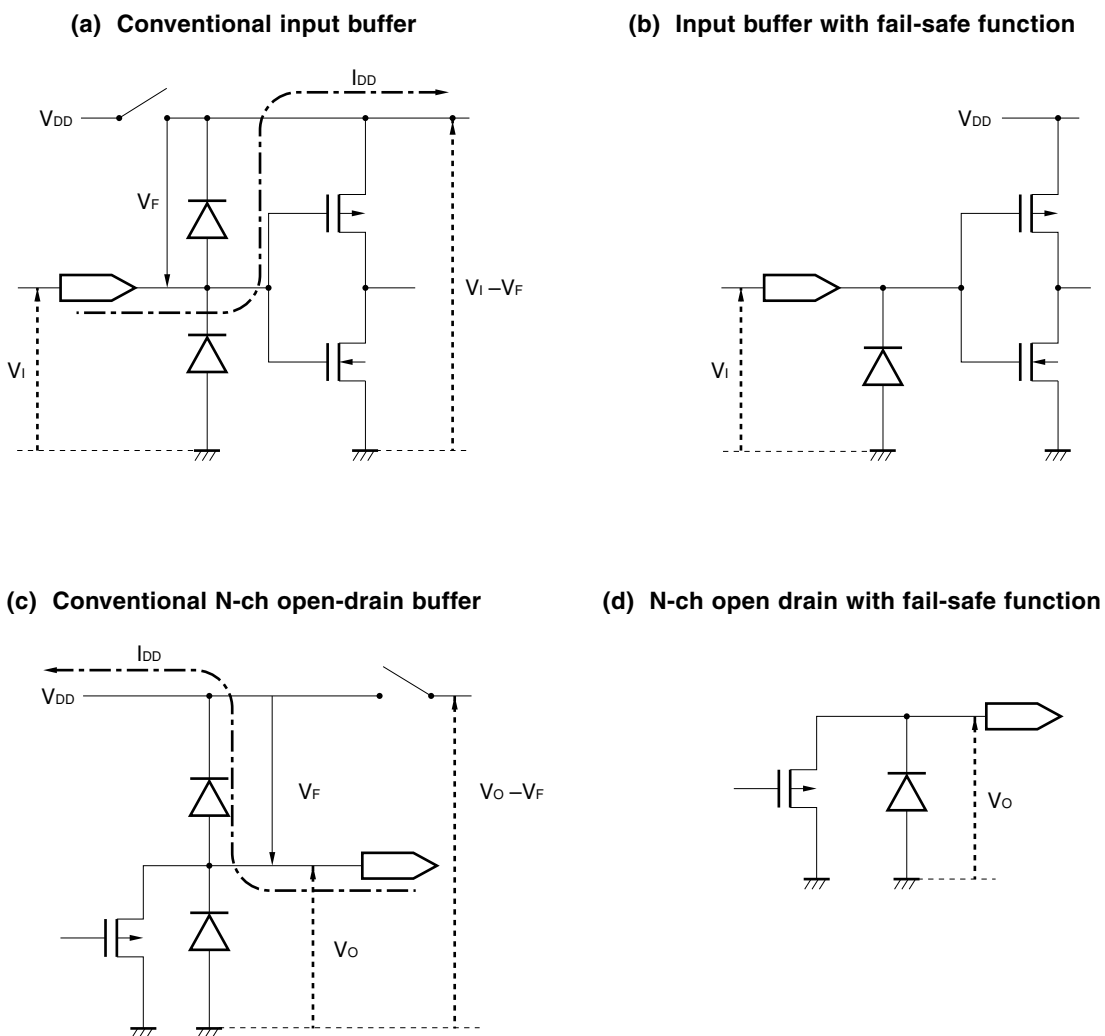 (a) Conventional input buffer
(b) Input buffer with fail-safe function
IDD
VDD
VF
VI –VF
VI
VDD
VI
(c) Conventional N-ch open-drain buffer
(d) N-ch open drain with fail-safe function
IDD
VDD
VF
VO –VF
VO
VO